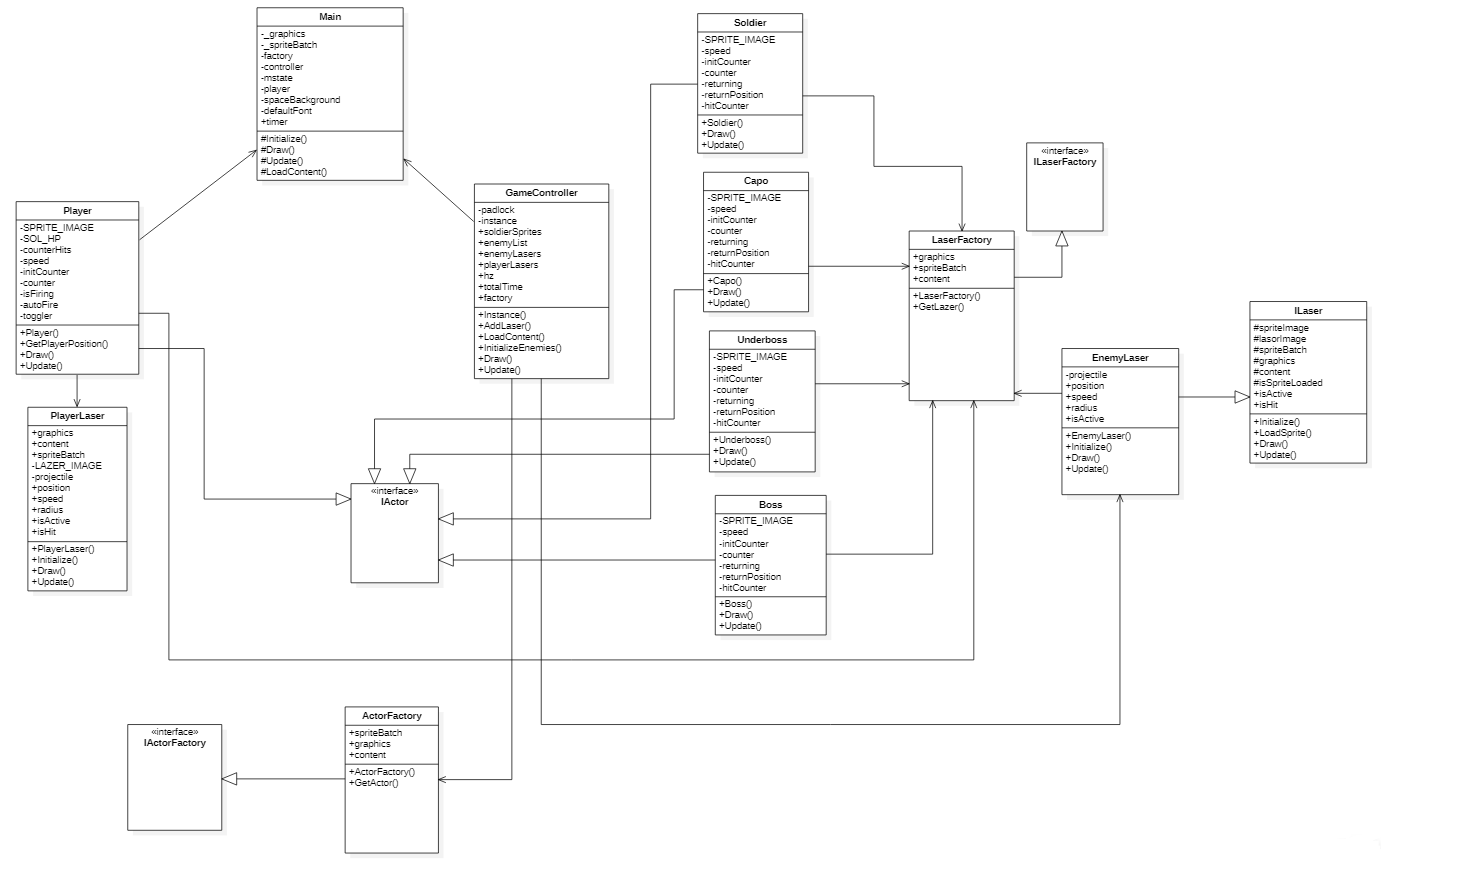 Main
-_graphics
-_spriteBatch
-factory
-controller
-mstate
-player
-spaceBackground
-defaultFont
+timer
#Initialize()
#Draw()
#Update()
#LoadContent()
Soldier
-SPRITE_IMAGE
-speed
-initCounter
-counter
-returning
-returnPosition
-hitCounter
+Soldier()
+Draw()
+Update()
«interface»
ILaserFactory
Capo
-SPRITE_IMAGE
-speed
-initCounter
-counter
-returning
-returnPosition
-hitCounter
+Capo()
+Draw()
+Update()
GameController
-padlock
-instance
+soldierSprites
+enemyList
+enemyLasers
+playerLasers
+hz
+totalTime
+factory
+Instance()
+AddLaser()
+LoadContent()
+InitializeEnemies()
+Draw()
+Update()
Player
-SPRITE_IMAGE
-SOL_HP
-counterHits
-speed
-initCounter
-counter
-isFiring
-autoFire
-toggler
+Player()
+GetPlayerPosition()
+Draw()
+Update()
LaserFactory
+graphics
+spriteBatch
+content
+LaserFactory()
+GetLazer()
ILaser
#spriteImage
#lasorImage
#spriteBatch
#graphics
#content
#isSpriteLoaded
+isActive
+isHit
+Initialize()
+LoadSprite()
+Draw()
+Update()
Underboss
-SPRITE_IMAGE
-speed
-initCounter
-counter
-returning
-returnPosition
-hitCounter
+Underboss()
+Draw()
+Update()
EnemyLaser
-projectile
+position
+speed
+radius
+isActive
+EnemyLaser()
+Initialize()
+Draw()
+Update()
PlayerLaser
+graphics
+content
+spriteBatch
-LAZER_IMAGE
-projectile
+position
+speed
+radius
+isActive
+isHit
+PlayerLaser()
+Initialize()
+Draw()
+Update()
«interface»
IActor
Boss
-SPRITE_IMAGE
-speed
-initCounter
-counter
-returning
-returnPosition
-hitCounter
+Boss()
+Draw()
+Update()
ActorFactory
+spriteBatch
+graphics
+content
+ActorFactory()
+GetActor()
«interface»
IActorFactory